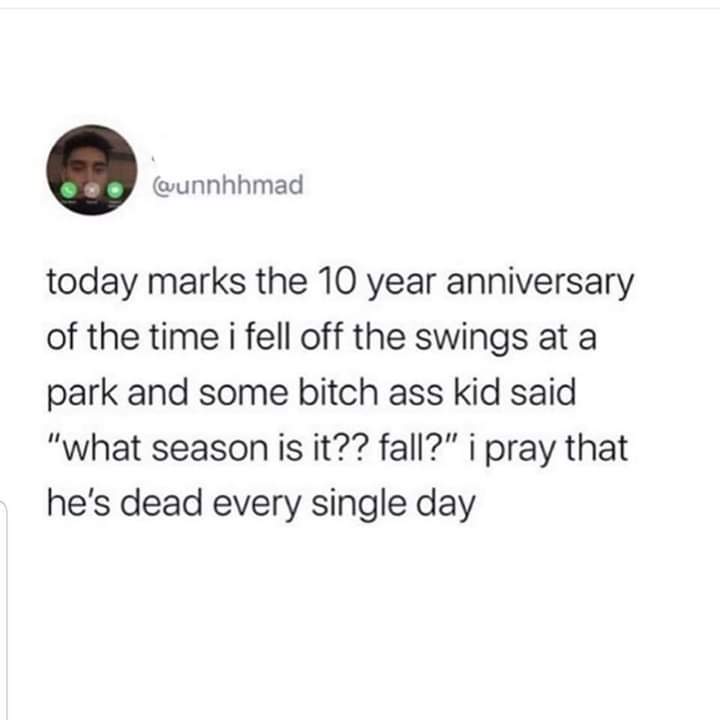 @unnhhmad
today marks the 10 year anniversary
of the time i fell off the swings at a
park and some bitch ass kid said
“what season is it?? fall?” i pray that
he’s dead every single day